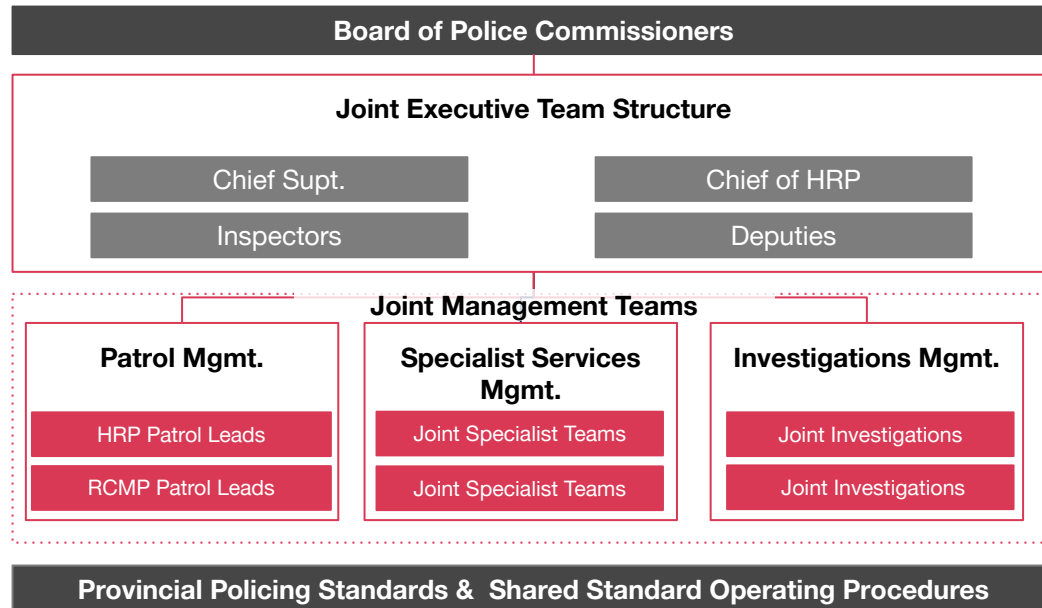 Board of Police Commissioners
Joint Executive Team Structure
Chief Supt.
Chief of HRP
Inspectors
Deputies
Joint Management Teams
Patrol Mgmt.
HRP Patrol Leads
RCMP Patrol Leads
Specialist Services
Mgmt.
Joint Specialist Teams
Joint Specialist Teams
Investigations Mgmt.
Joint Investigations
Joint Investigations
Provincial Policing Standards & Shared Standard Operating Procedures